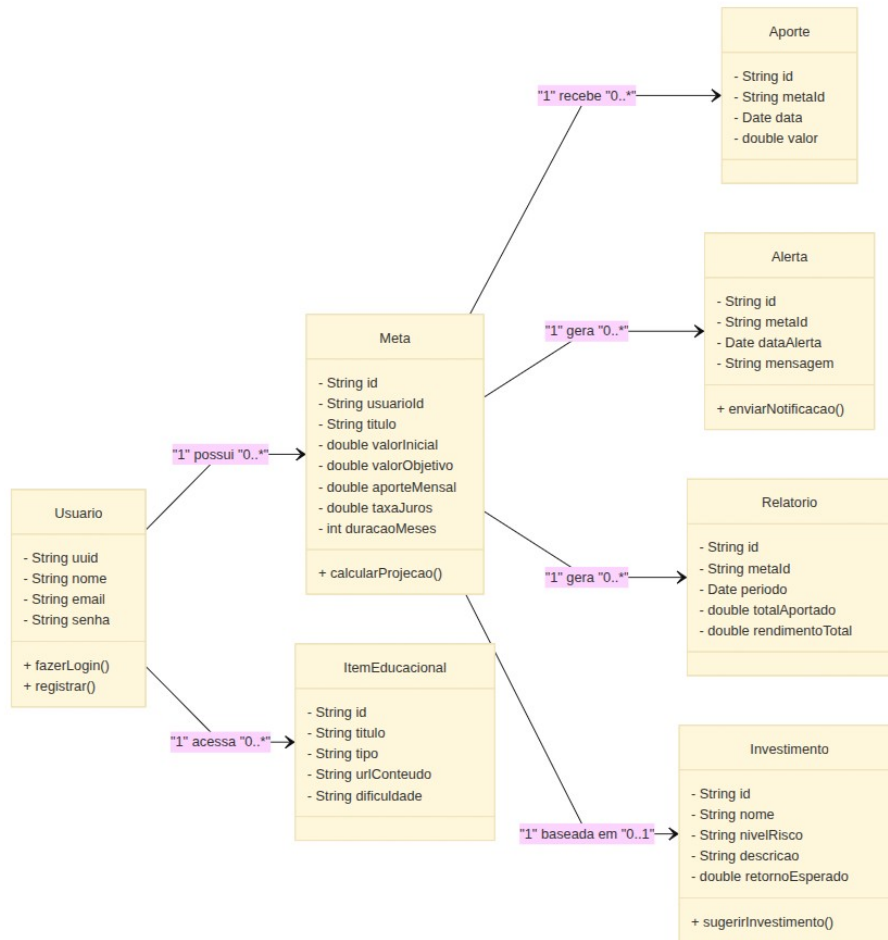 Aporte
- String id
- String metaId
- Date data
- double valor
"1" recebe "0..*"
Alerta
- String id
- String metaId
- Date dataAlerta
- String mensagem
+ enviarNotificacao()
"1" gera "0..*"
Meta
- String id
- String usuarioId
- String titulo
- double valorInicial
- double valorObjetivo
- double aporteMensal
- double taxaJuros
- int duracaoMeses
+ calcularProjecao()
"1" possui "0..*"
Usuario
- String uuid
- String nome
- String email
- String senha
+ fazerLogin()
+ registrar()
Relatorio
- String id
- String metaId
- Date periodo
- double totalAportado
- double rendimentoTotal
"1" gera "0..*"
ItemEducacional
- String id
- String titulo
- String tipo
- String urlConteudo
- String dificuldade
"1" acessa "0..*"
Investimento
- String id
- String nome
- String nivelRisco
- String descricao
- double retornoEsperado
+ sugerirInvestimento()
"1" baseada em "0..1"